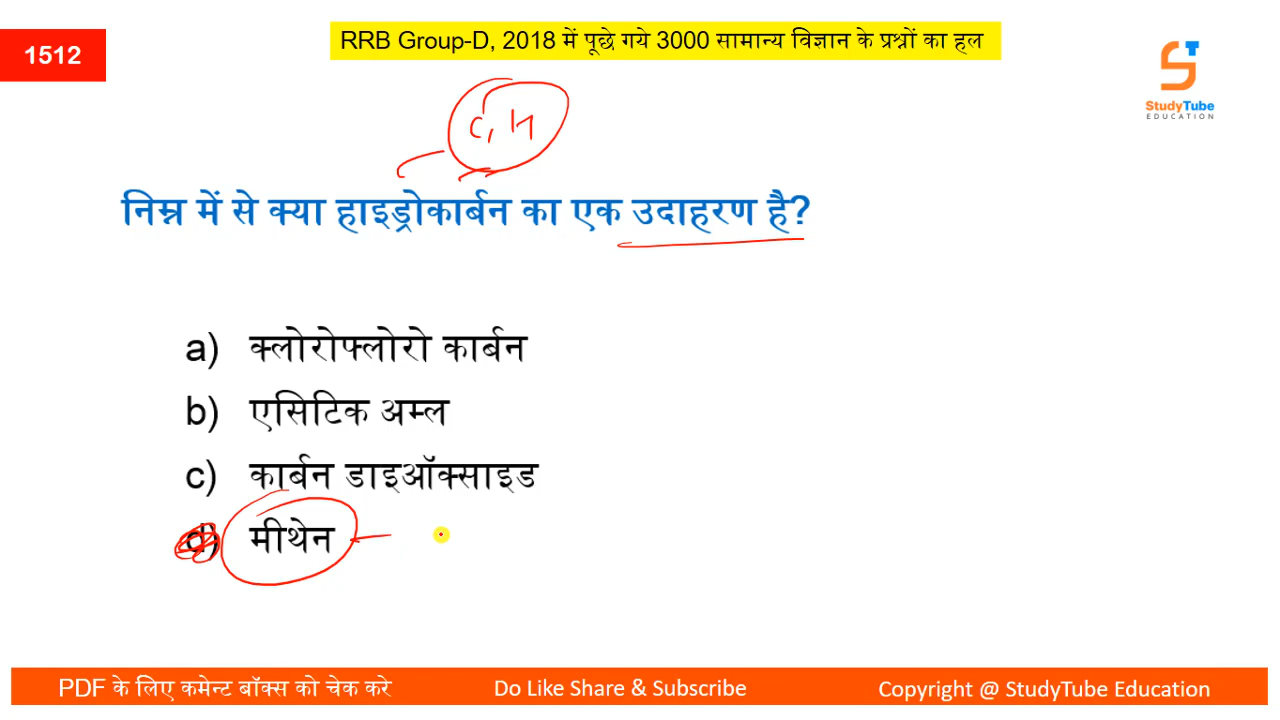 RRB Group-D, 2018 में पूछे गये 3000 सामान्य विज्ञान के प्रश्नों का हल
1512
StudyTube
EDUCATION
C, H
निम्न में से क्या हाइड्रोकार्बन का एक उदाहरण है?
a) क्लोरोफ्लोरो कार्बन
b) एसिटिक अम्ल
c) कार्बन डाइऑक्साइड
d) मीथेन
PDF के लिए कमेन्ट बॉक्स को चेक करे
Do Like Share & Subscribe
Copyright @ StudyTube Education